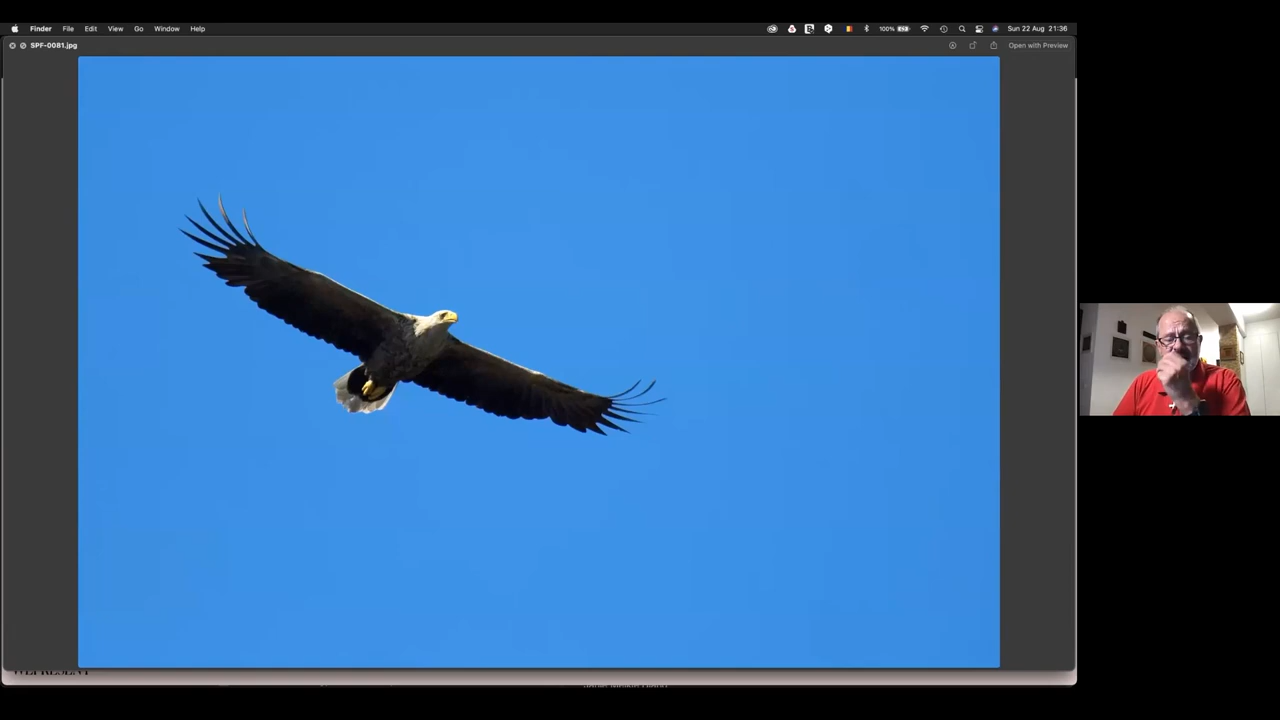 Finder File Edit View Go Window Help 100% Sun 22 Aug 21:36
SPF-0081.jpg Open with Preview